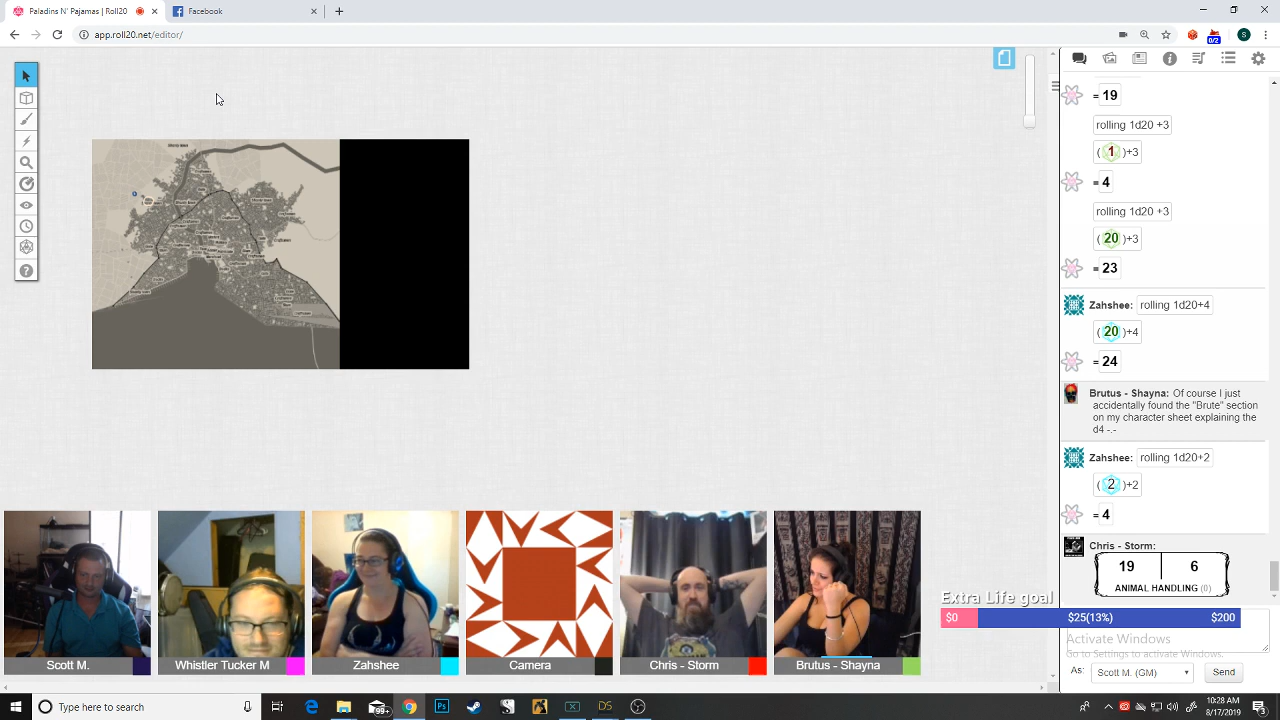 Paladins N' Pajamas | Roll20
Facebook
app.roll20.net/editor/
0/2
S
= 19
rolling 1d20 +3
(1)+3
= 4
rolling 1d20 +3
(20)+3
= 23
Zahshee: rolling 1d20+4
(20)+4
= 24
Brutus - Shayna: Of course I just
accidentally found the "Brute" section
on my character sheet explaining the
d4 -.-
Zahshee: rolling 1d20+2
(2)+2
= 4
Chris - Storm:
19 6
ANIMAL HANDLING (0)
Extra Life goal
$0 $25(13%) $200
Activate Windows
Go to Settings to activate Windows.
As: Scott M. (GM) Send
Scott M.
Whistler Tucker M
Zahshee
Camera
Chris - Storm
Brutus - Shayna
Type here to search
99+
Ps
DS
10:28 AM
8/17/2019